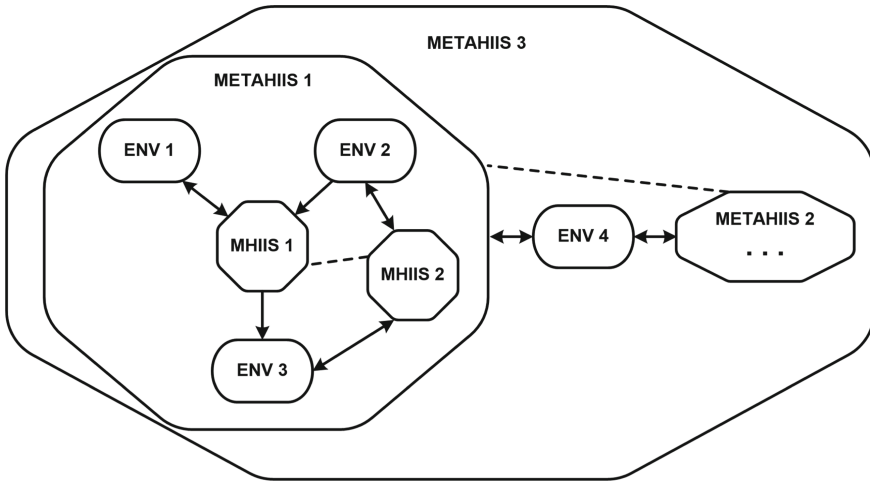 METAHIIS 3
METAHIIS 1
ENV 1
ENV 2
MHIIS 1
METAHIIS 2
ENV 4
. . .
MHIIS 2
ENV 3